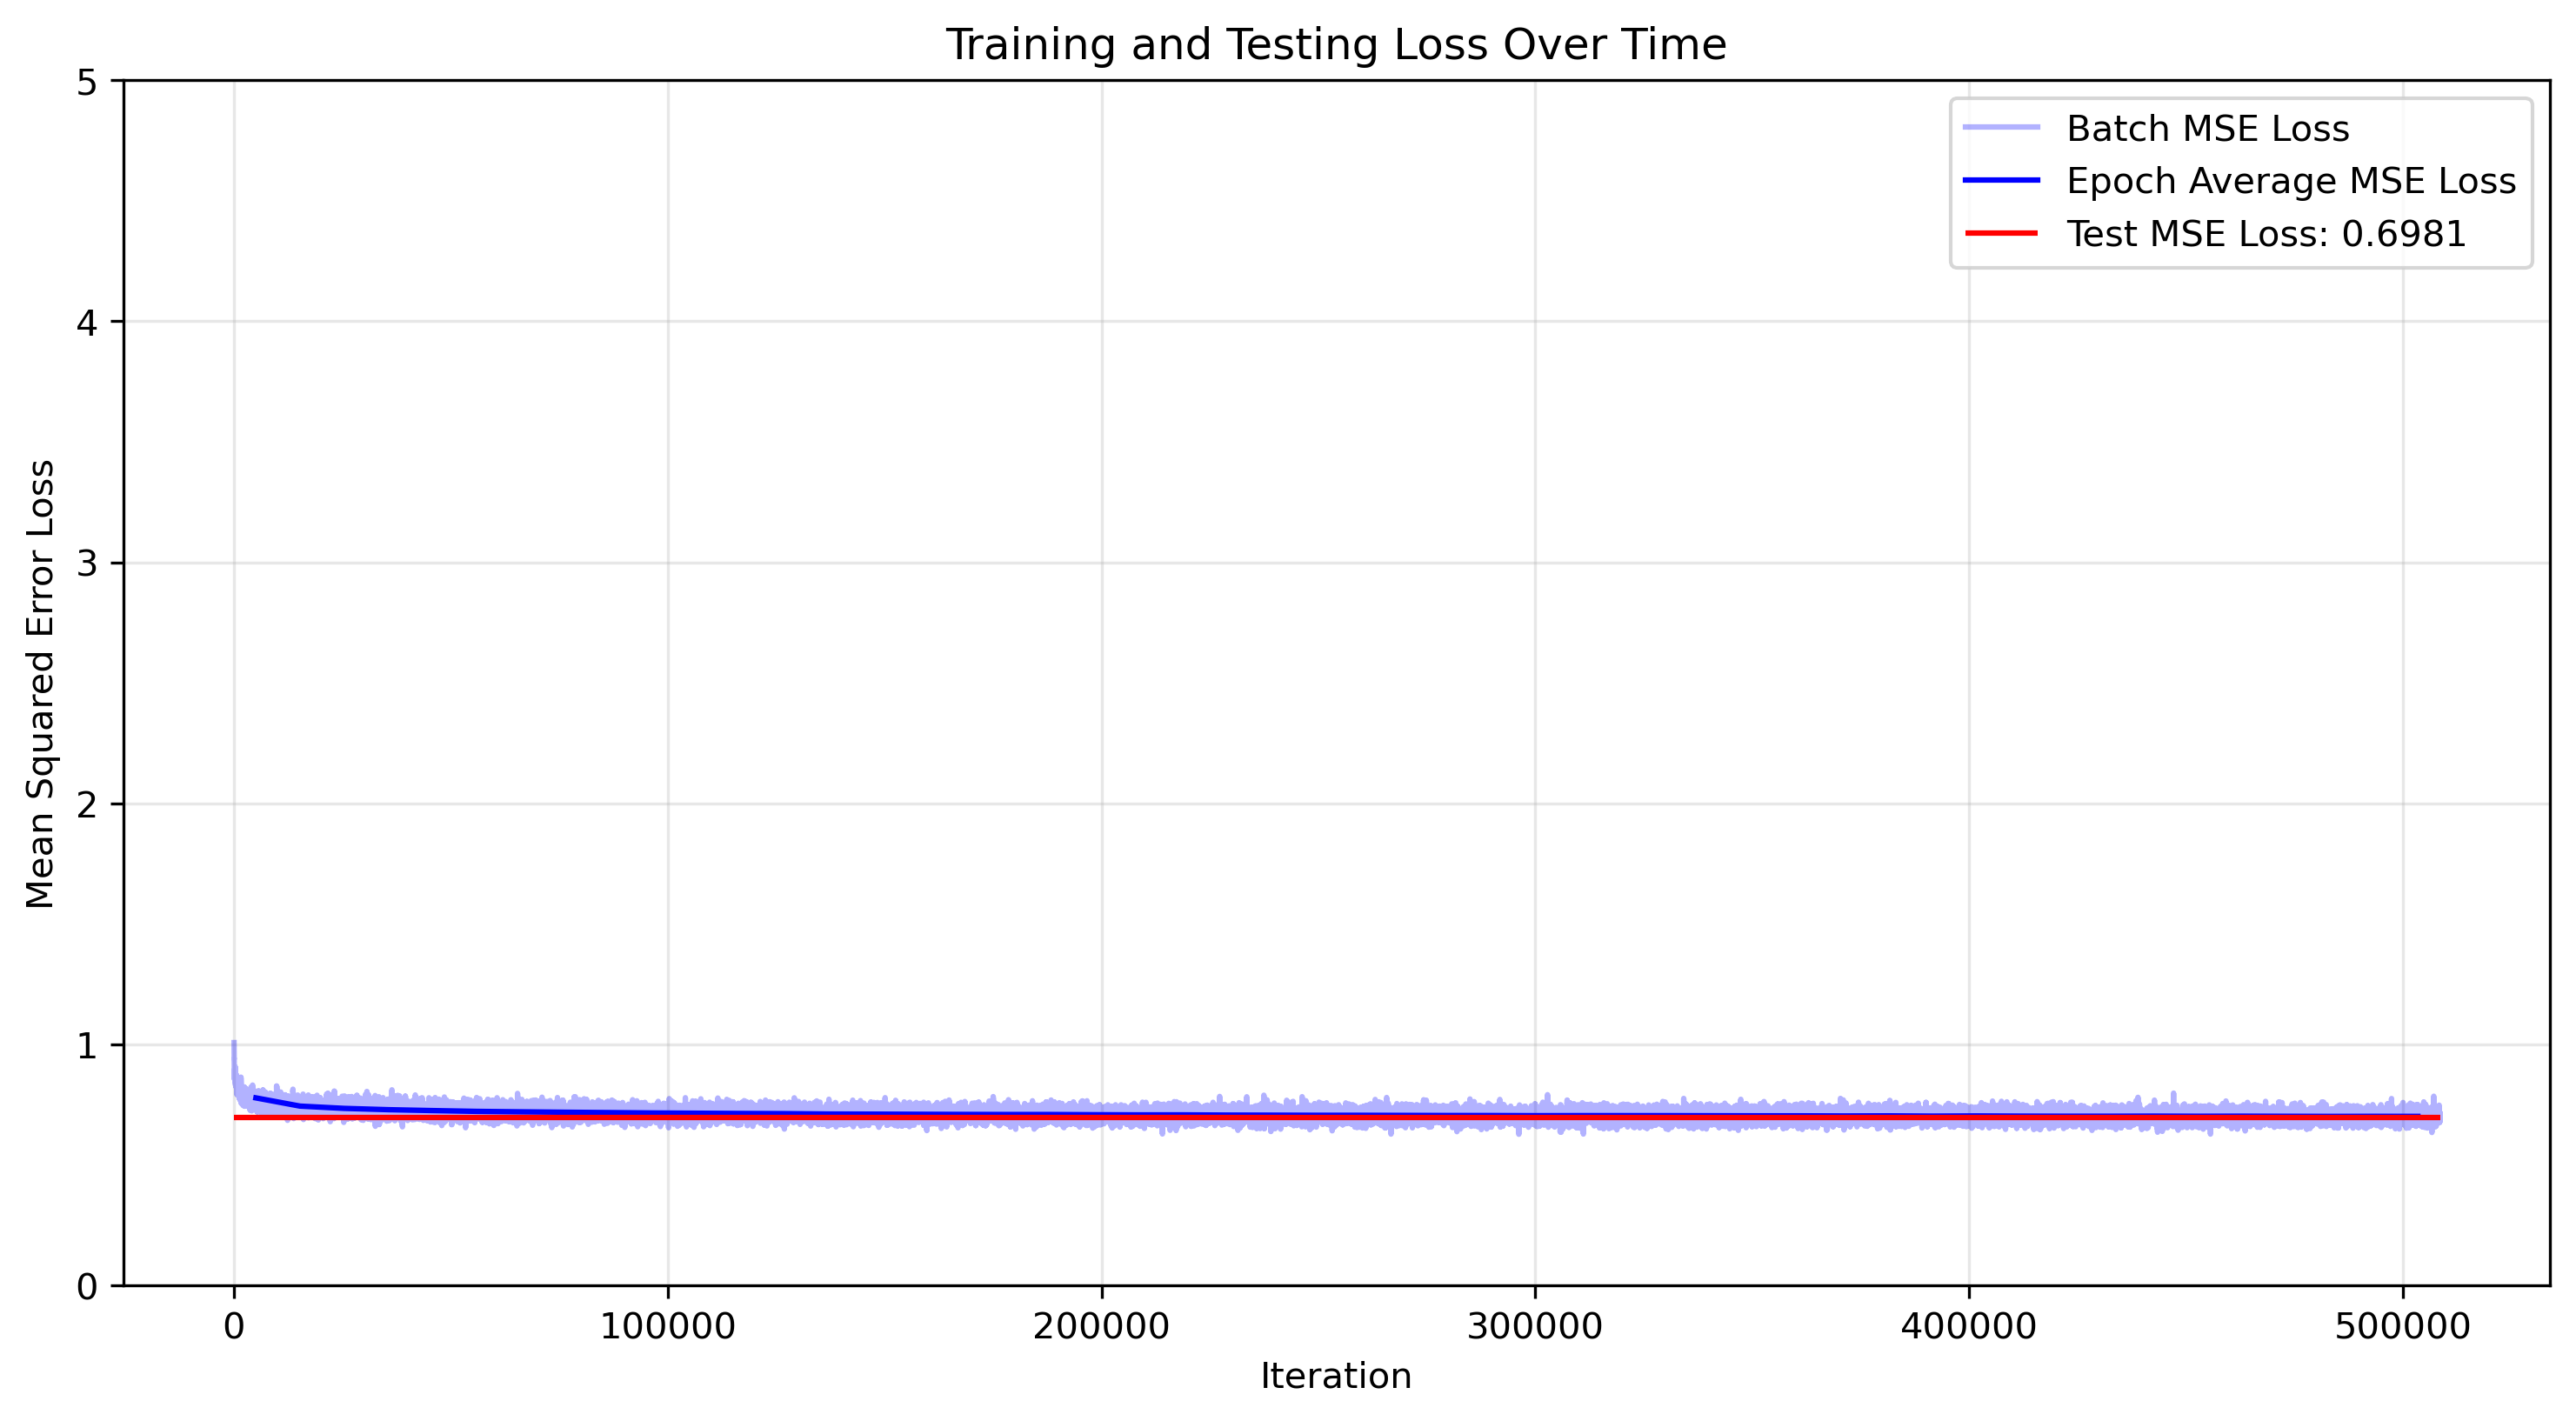 Training and Testing Loss Over Time
Batch MSE Loss
Epoch Average MSE Loss
Test MSE Loss: 0.6981
Mean Squared Error Loss
5
4
3
2
1
0
0 100000 200000 300000 400000 500000
Iteration